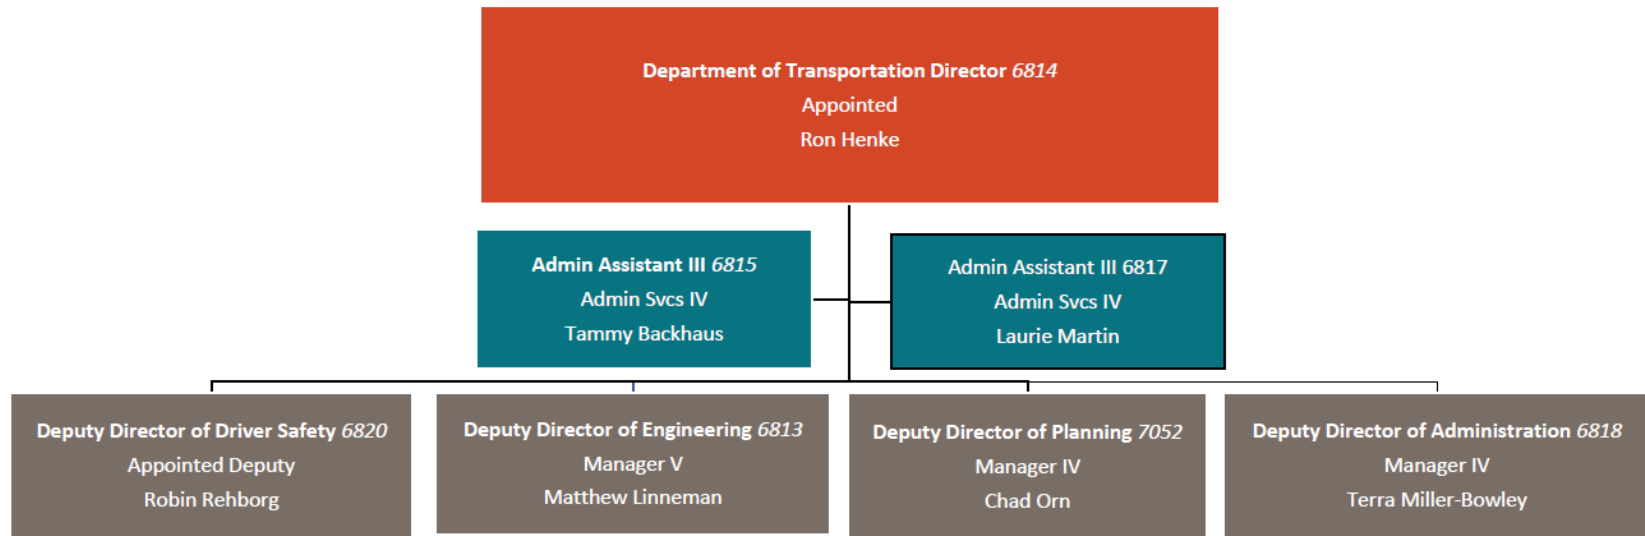 Department of Transportation Director 6814
Appointed
Ron Henke
Admin Assistant III 6815
Admin Svcs IV
Tammy Backhaus
Admin Assistant III 6817
Admin Svcs IV
Laurie Martin
Deputy Director of Driver Safety 6820
Appointed Deputy
Robin Rehborg
Deputy Director of Engineering 6813
Manager V
Matthew Linneman
Deputy Director of Planning 7052
Manager IV
Chad Orn
Deputy Director of Administration 6818
Manager IV
Terra Miller-Bowley